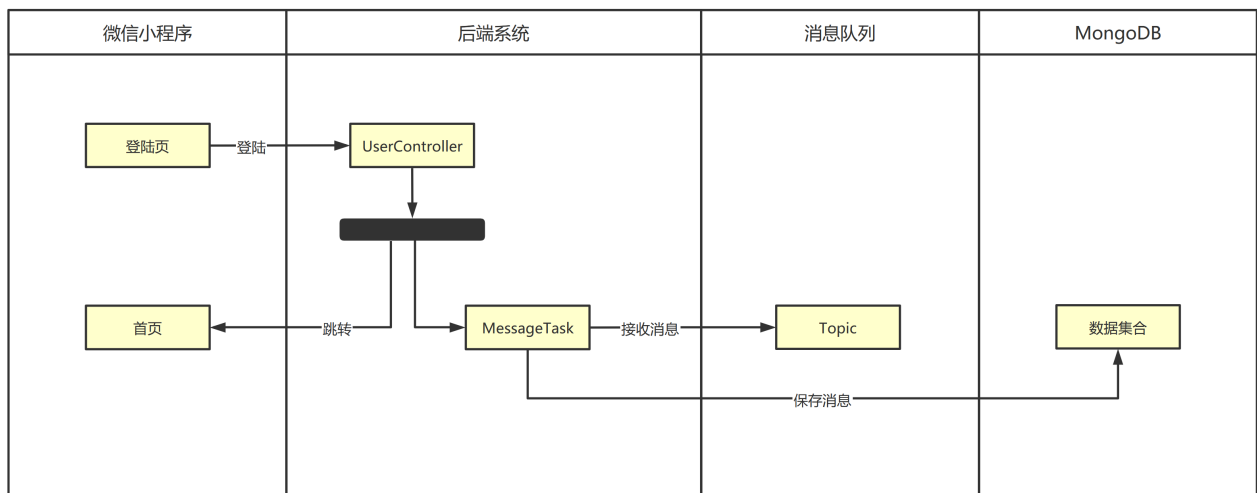 微信小程序
后端系统
消息队列
MongoDB
登陆页
登陆
UserController
首页
跳转
MessageTask
接收消息
Topic
数据集合
保存消息